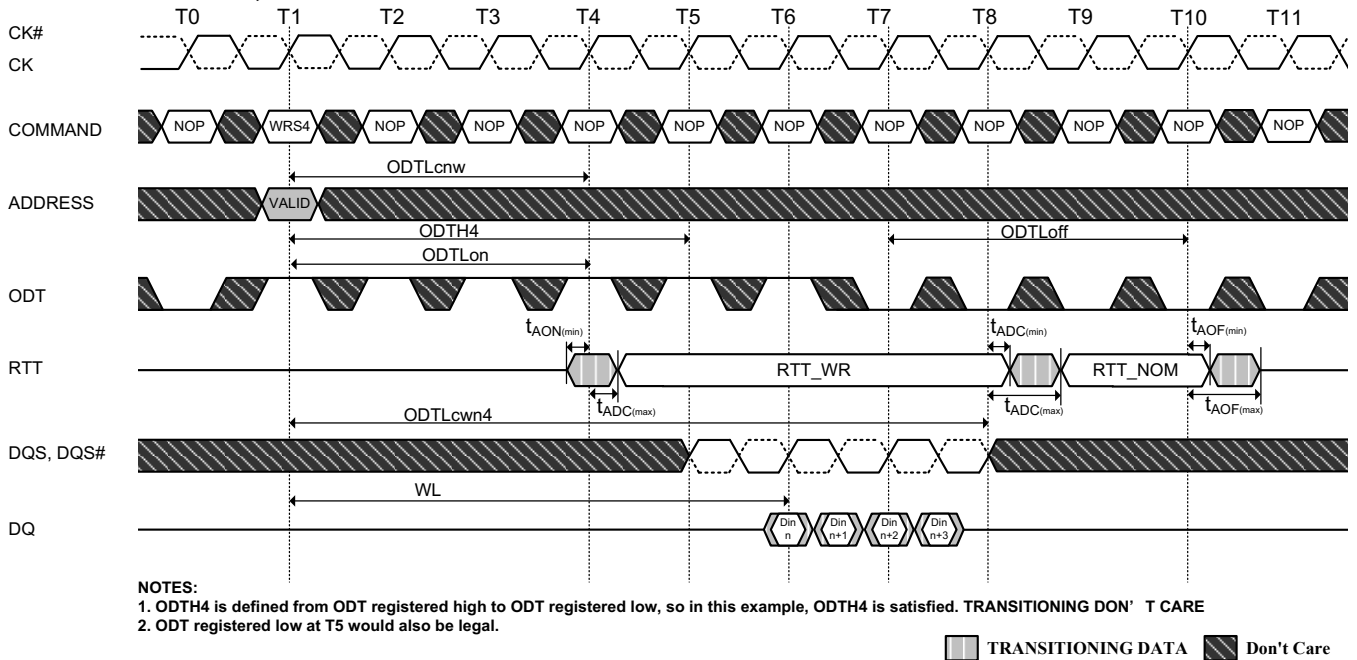 T0 T1 T2 T3 T4 T5 T6 T7 T8 T9 T10 T11
CK#
CK
COMMAND NOP WRS4 NOP NOP NOP NOP NOP NOP NOP NOP NOP NOP
ODTLcnw
ADDRESS VALID
ODTH4 ODTLoff
ODTLon
ODT
tAON(min) tADC(min) tAOF(min)
RTT RTT_WR RTT_NOM
tADC(max) tADC(max) tAOF(max)
ODTLcwn4
DQS, DQS#
WL
DQ Din n Din n+1 Din n+2 Din n+3
NOTES:
1. ODTH4 is defined from ODT registered high to ODT registered low, so in this example, ODTH4 is satisfied. TRANSITIONING DON’ T CARE
2. ODT registered low at T5 would also be legal.
TRANSITIONING DATA Don't Care